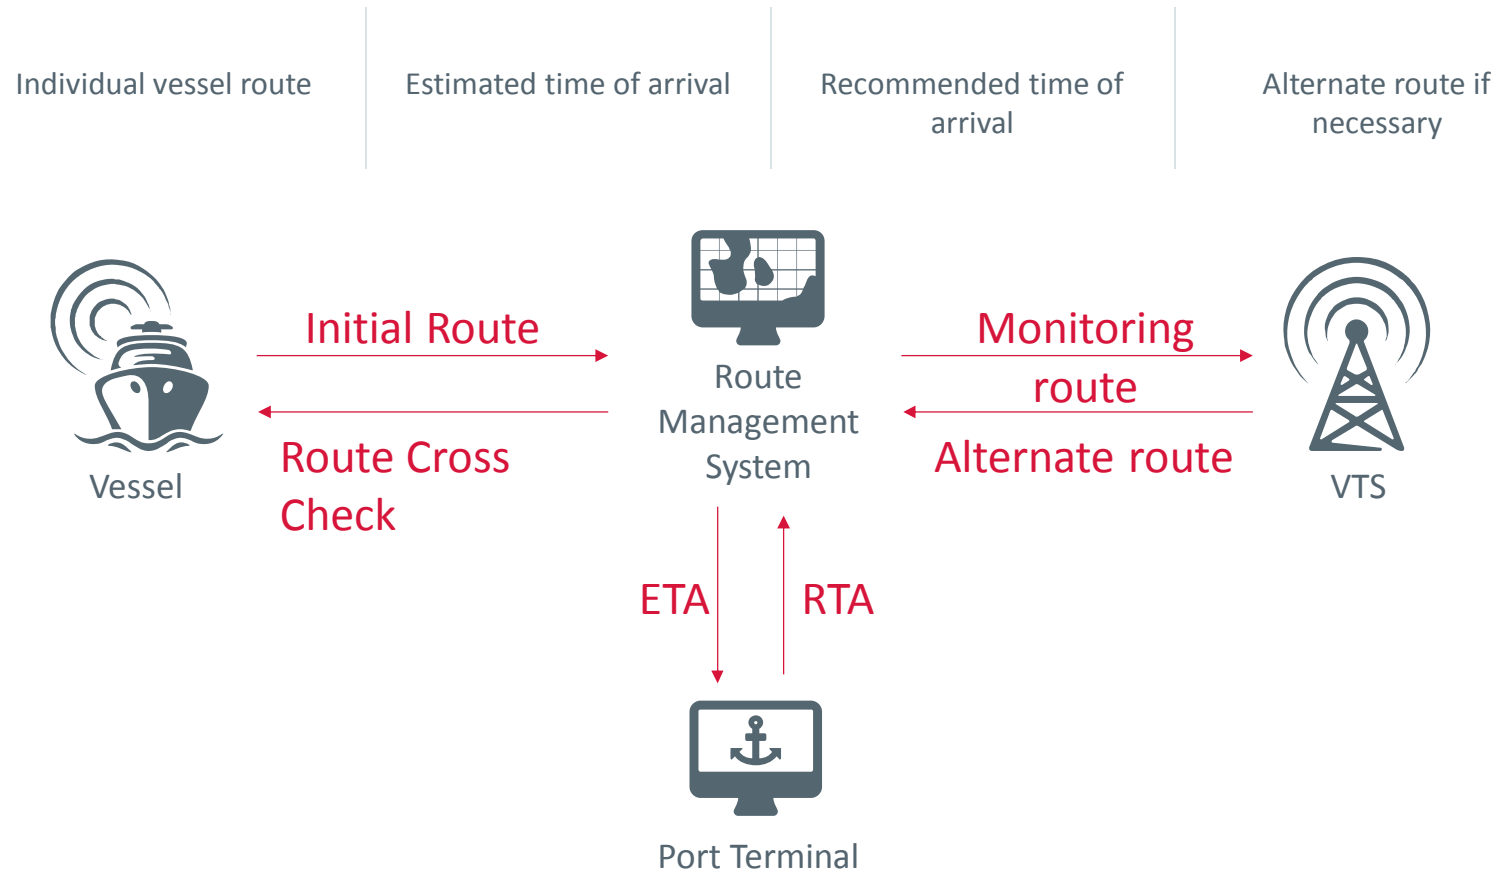 Individual vessel route
Estimated time of arrival
Recommended time of
arrival
Alternate route if
necessary
Initial Route
Route Cross
Check
Vessel
Route
Management
System
Monitoring
route
Alternate route
VTS
ETA
RTA
Port Terminal